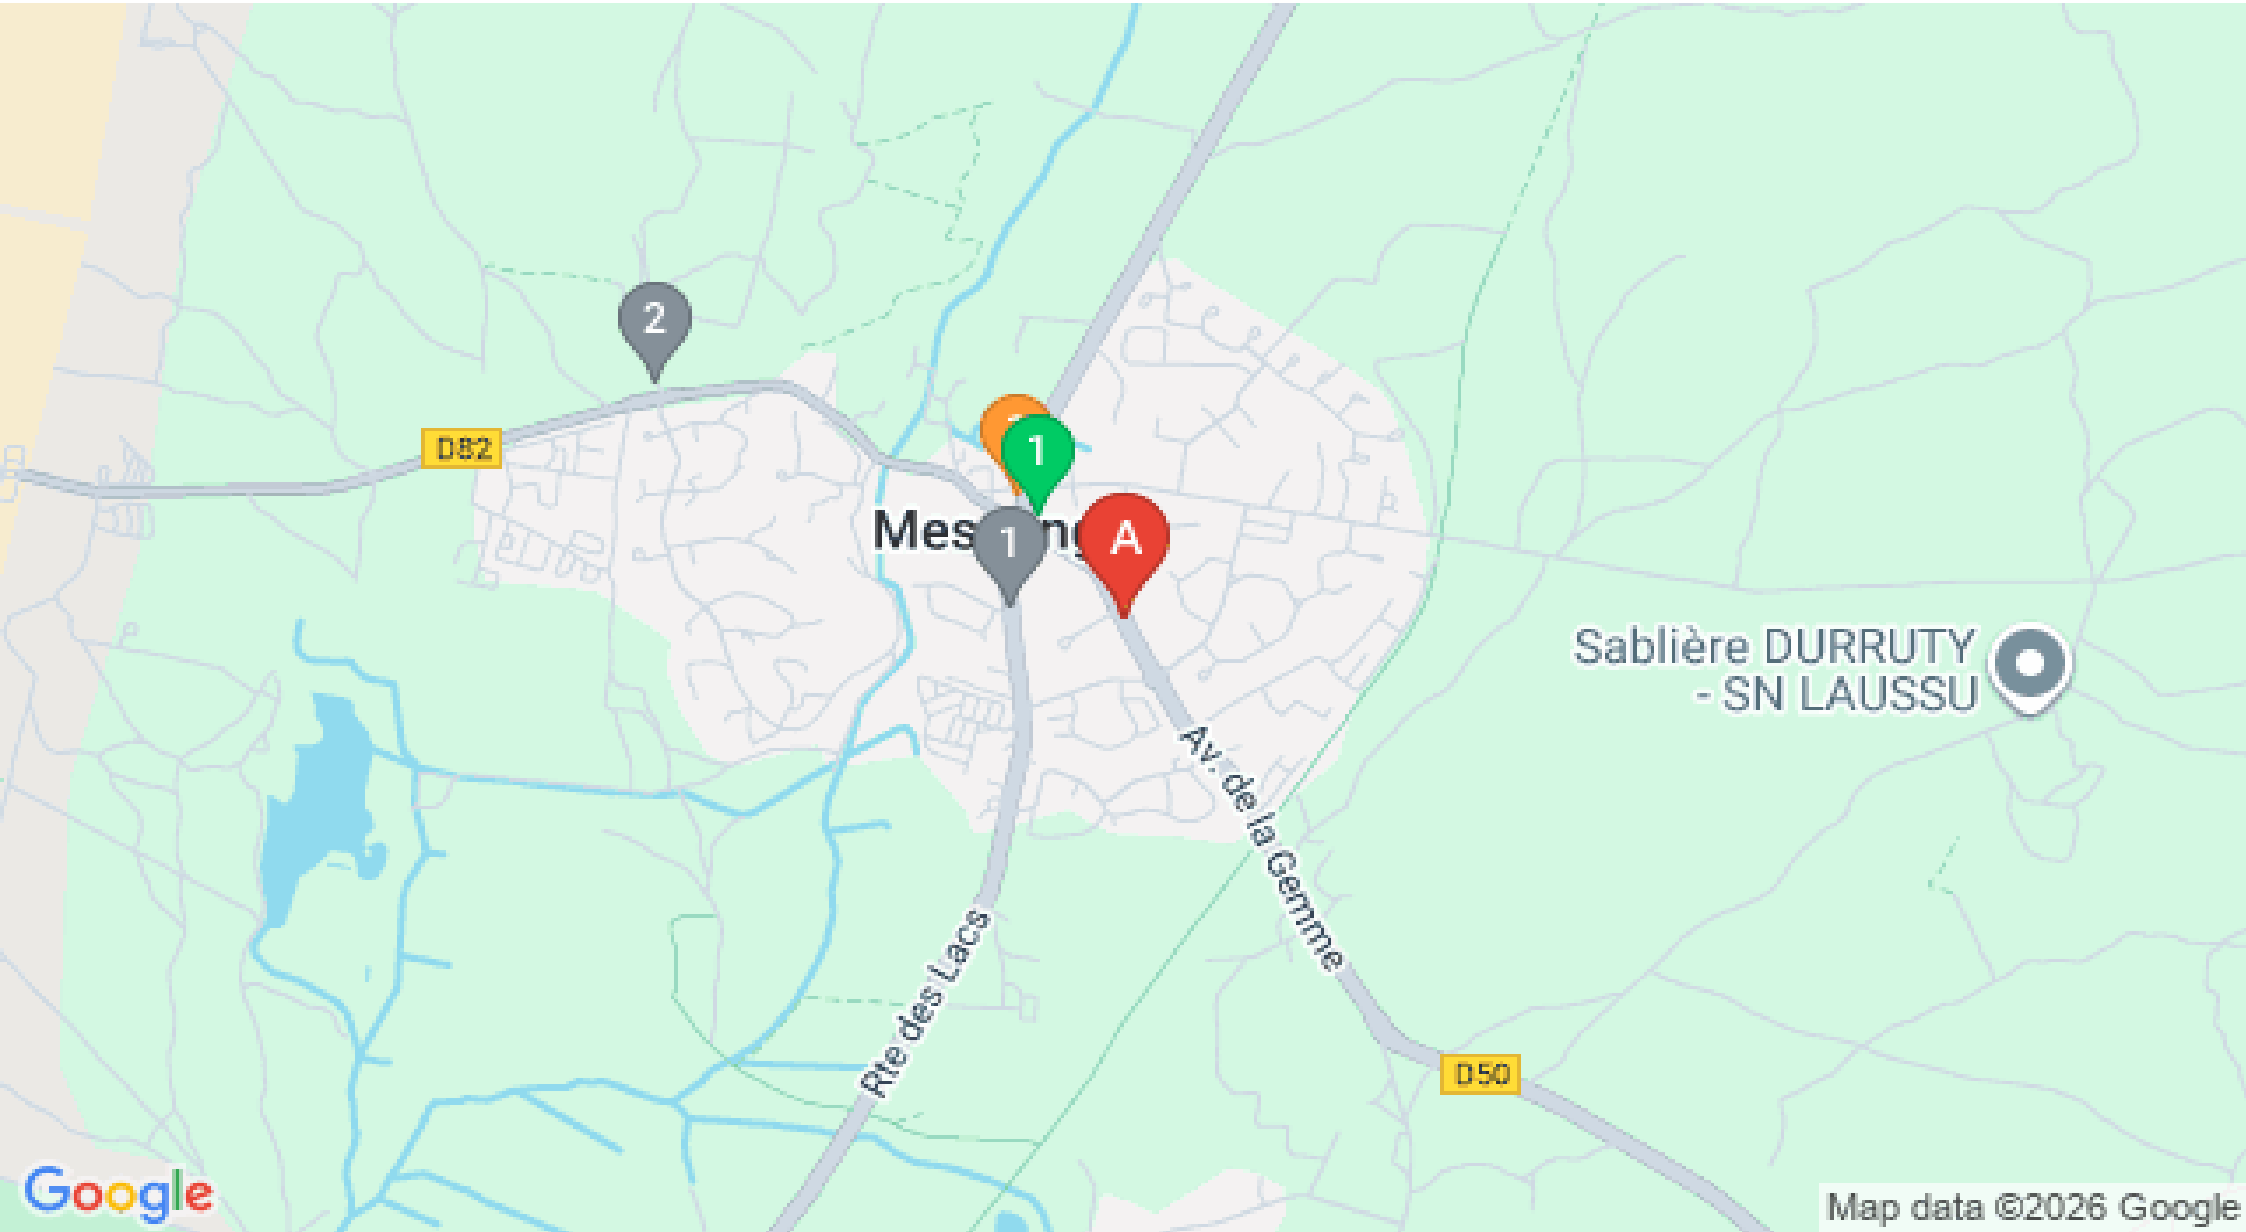 2
D82
1
Mes
ng
1
A
Sablière DURRUTY
- SN LAUSSU
Av. de la Gemme
Rte des Lacs
D50
Google
Map data ©2026 Google